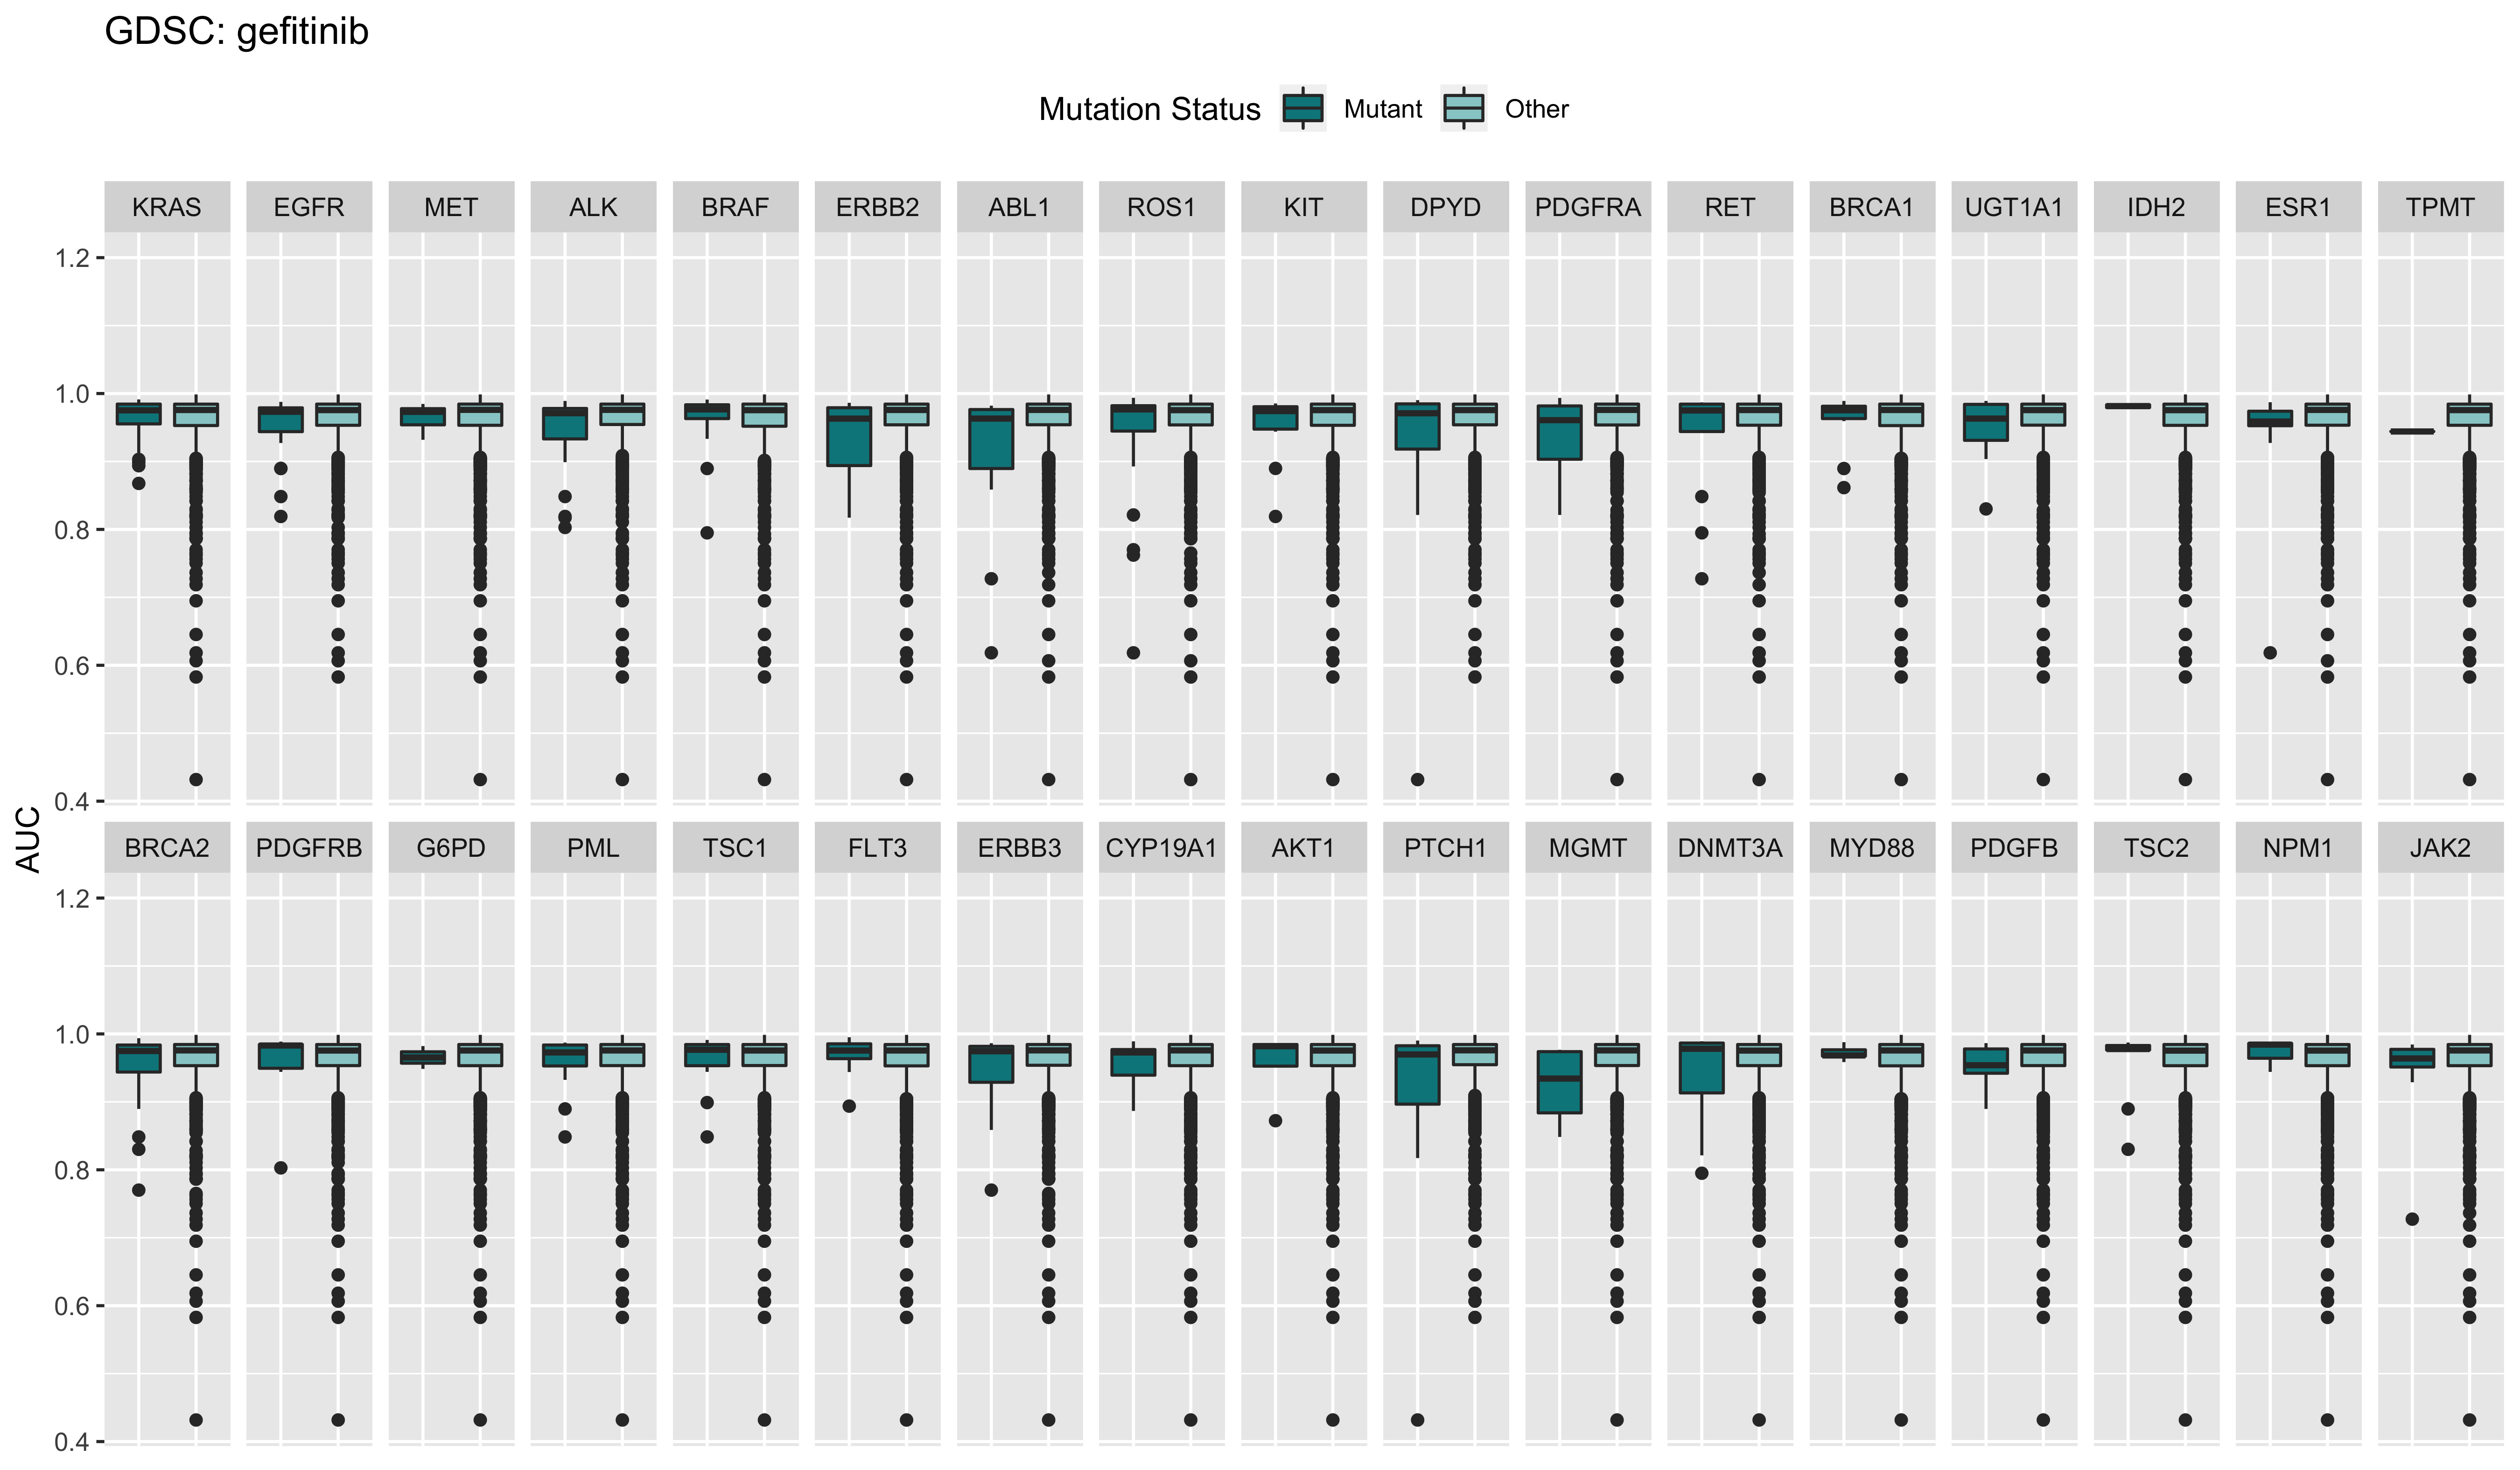 GDSC: gefitinib
Mutation Status Mutant Other
KRAS EGFR MET ALK BRAF ERBB2 ABL1 ROS1 KIT DPYD PDGFRA RET BRCA1 UGT1A1 IDH2 ESR1 TPMT
1.2
1.0
0.8
0.6
0.4
AUC
BRCA2 PDGFRB G6PD PML TSC1 FLT3 ERBB3 CYP19A1 AKT1 PTCH1 MGMT DNMT3A MYD88 PDGFB TSC2 NPM1 JAK2
1.2
1.0
0.8
0.6
0.4